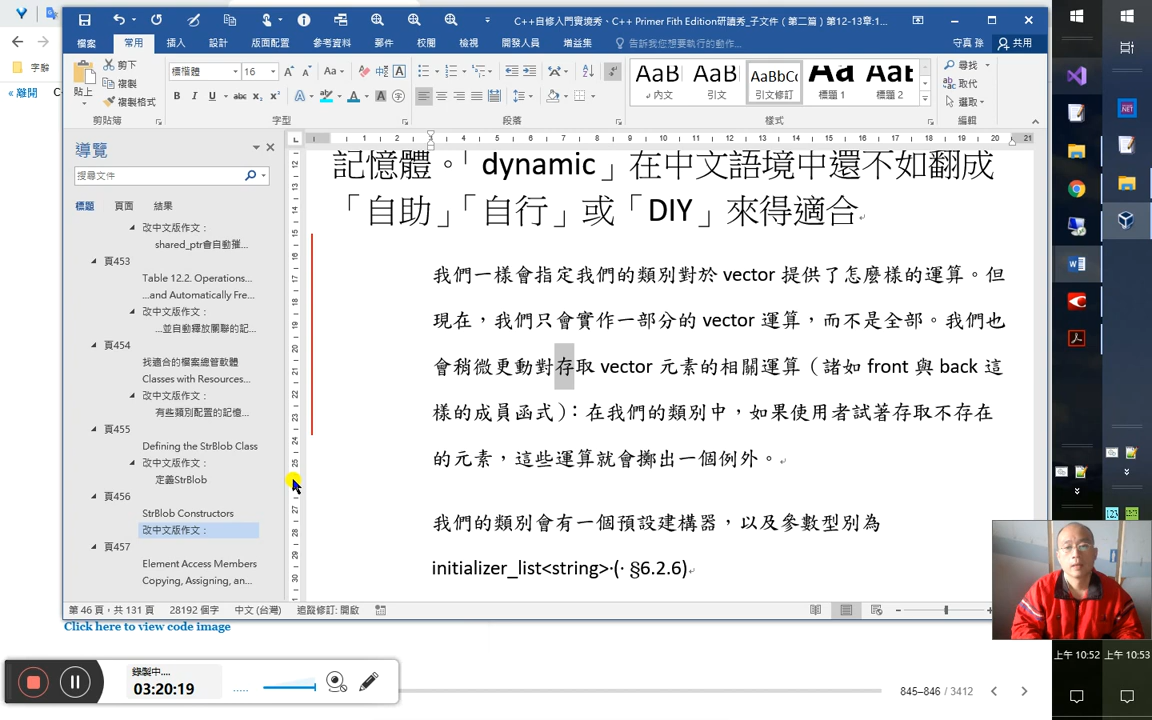 C++自修入門實境秀、C++ Primer Fith Edition研讀秀_子文件（第二篇）第12-13章:1...
檔案
常用
插入
設計
版面配置
參考資料
郵件
校閱
檢視
開發人員
增益集
告訴我您想要執行的動作...
守真 孫
共用
字齡
« 離開
貼上
剪下
複製
複製格式
剪貼簿
標楷體
16
Aa
B I U abc x₂ x²
字型
段落
AaB
AaB
AaBbCc
Aa
Aat
內文
引文
引文修訂
標題 1
標題 2
樣式
尋找
取代
選取
編輯
導覽
搜尋文件
標題
頁面
結果
改中文版作文：
shared_ptr會自動摧...
頁453
Table 12.2. Operations...
...and Automatically Fre...
改中文版作文：
...並自動釋放關聯的記...
頁454
找適合的檔案總管軟體
Classes with Resources...
改中文版作文：
有些類別配置的記憶...
頁455
Defining the StrBlob Class
改中文版作文：
定義StrBlob
頁456
StrBlob Constructors
改中文版作文：
頁457
Element Access Members
Copying, Assigning, an...
記憶體。「dynamic」在中文語境中還不如翻成
「自助」「自行」或「DIY」來得適合
我們一樣會指定我們的類別對於 vector 提供了怎麼樣的運算。但
現在，我們只會實作一部分的 vector 運算，而不是全部。我們也
會稍微更動對存取 vector 元素的相關運算（諸如 front 與 back 這
樣的成員函式）：在我們的類別中，如果使用者試著存取不存在
的元素，這些運算就會擲出一個例外。
我們的類別會有一個預設建構器，以及參數型別為
initializer_list<string>·(· §6.2.6)
第 46 頁，共 131 頁
28192 個字
中文 (台灣)
追蹤修訂: 開啟
Click here to view code image
錄製中....
03:20:19
845–846 / 3412
上午 10:52
上午 10:53